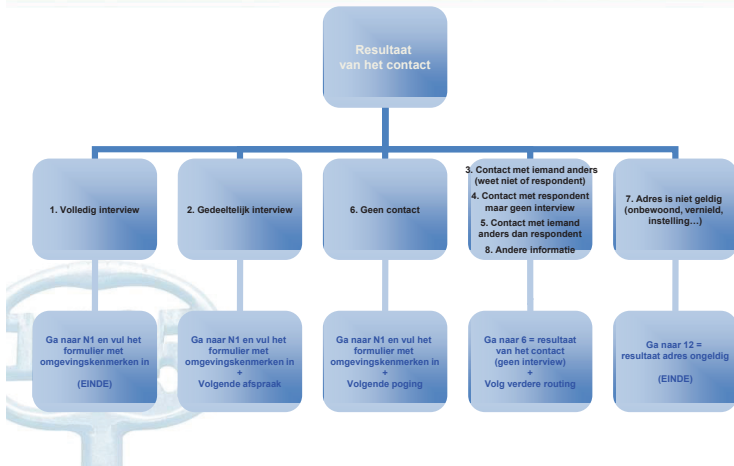 Resultaat
van het contact
1. Volledig interview
2. Gedeeltelijk interview
6. Geen contact
3. Contact met iemand anders
(weet niet of respondent)
4. Contact met respondent
maar geen interview
5. Contact met iemand
anders dan respondent
8. Andere informatie
7. Adres is niet geldig
(onbewoond, vernield,
instelling…)
Ga naar N1 en vul het
formulier met
omgevingskenmerken in
(EINDE)
Ga naar N1 en vul het
formulier met
omgevingskenmerken in
+
Volgende afspraak
Ga naar N1 en vul het
formulier met
omgevingskenmerken in
+
Volgende poging
Ga naar 6 = resultaat
van het contact
(geen interview)
+
Volg verdere routing
Ga naar 12 =
resultaat adres ongeldig
(EINDE)